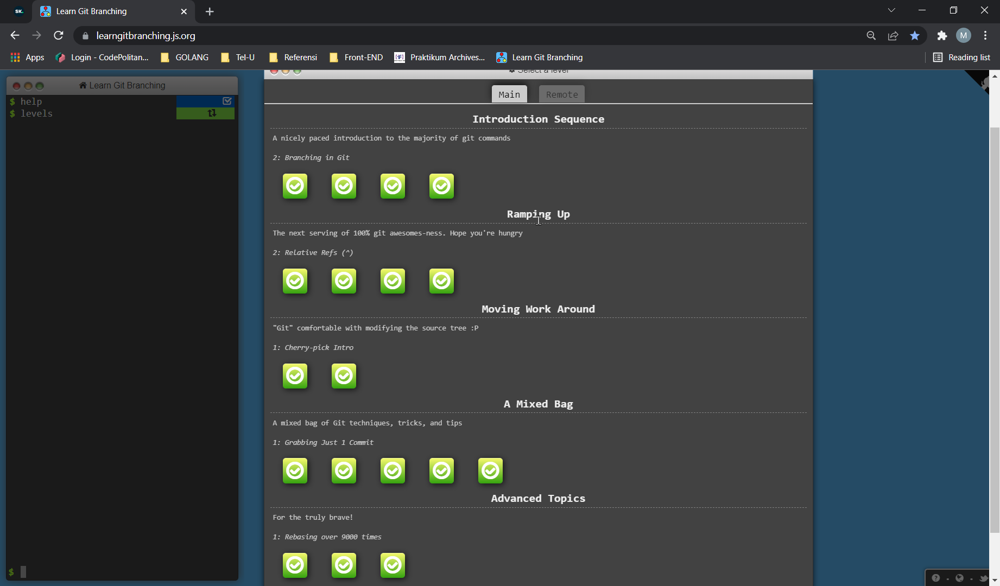 SK.
Learn Git Branching
learngitbranching.js.org
M
Apps
Login - CodePolitan...
GOLANG
Tel-U
Referensi
Front-END
Praktikum Archives...
Learn Git Branching
Reading list
Learn Git Branching
$ help
$ levels
$
Select a level
Main
Remote
Introduction Sequence
A nicely paced introduction to the majority of git commands
2: Branching in Git
Ramping Up
The next serving of 100% git awesomes-ness. Hope you're hungry
2: Relative Refs (^)
Moving Work Around
"Git" comfortable with modifying the source tree :P
1: Cherry-pick Intro
A Mixed Bag
A mixed bag of Git techniques, tricks, and tips
1: Grabbing Just 1 Commit
Advanced Topics
For the truly brave!
1: Rebasing over 9000 times